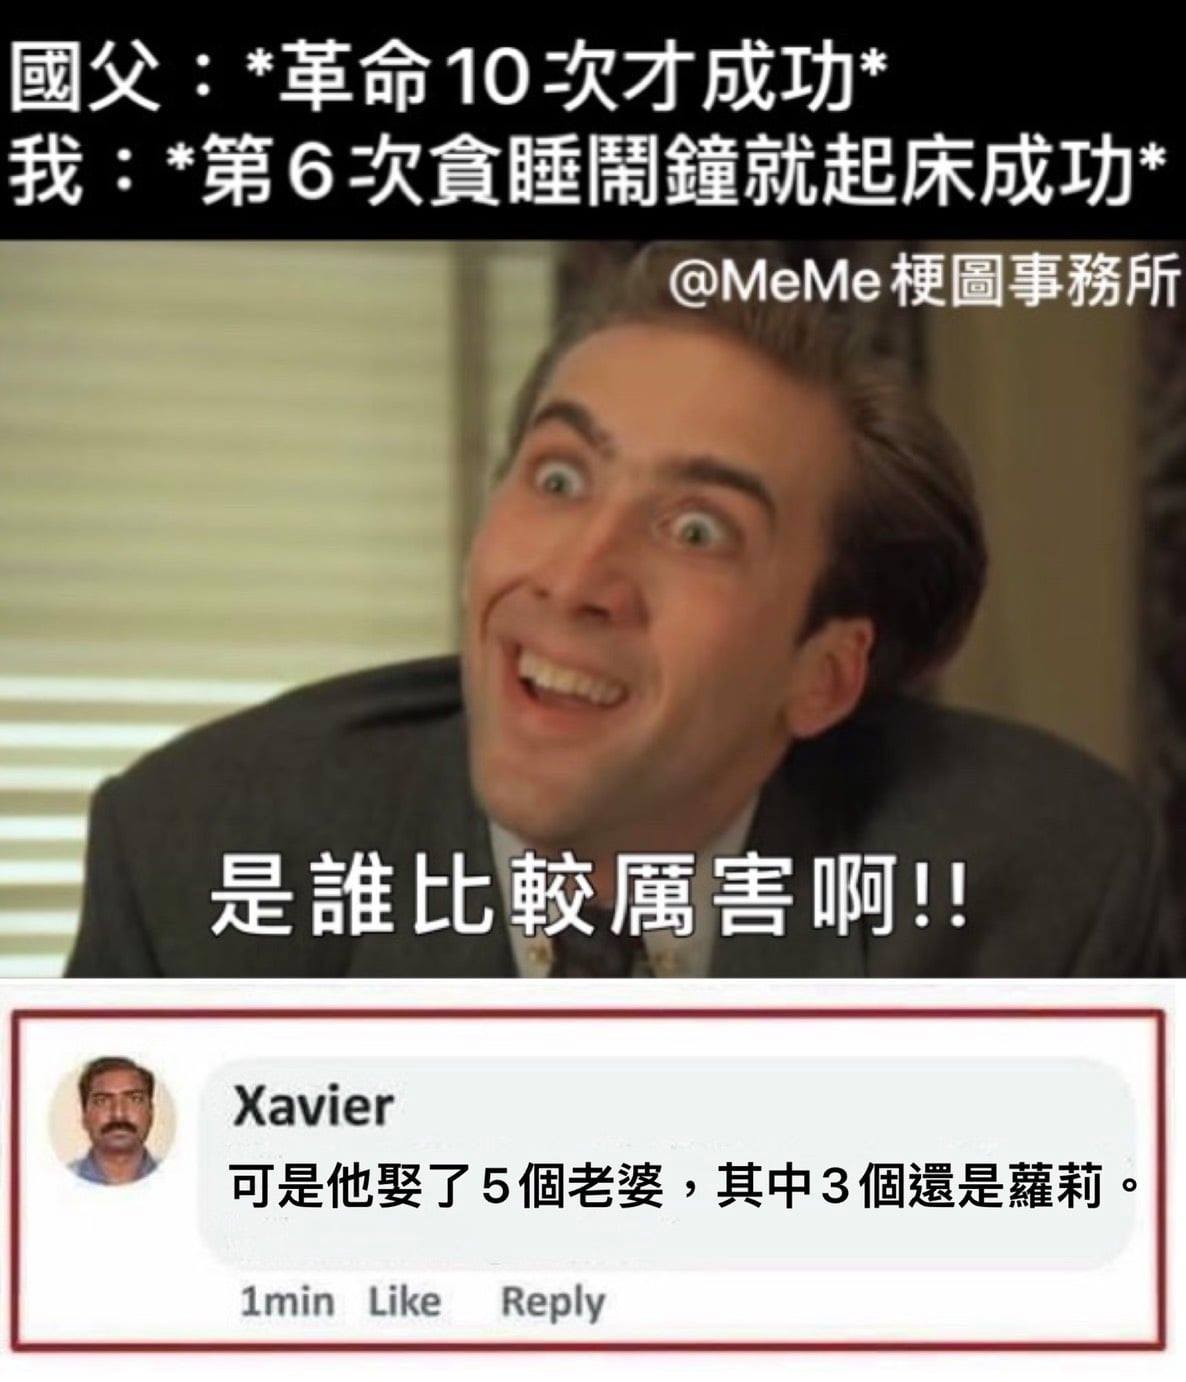 國父：*革命10次才成功*
我：*第6次貪睡鬧鐘就起床成功*
@MeMe梗圖事務所
是誰比較厲害啊!!
Xavier
可是他娶了5個老婆，其中3個還是蘿莉。
1min Like Reply